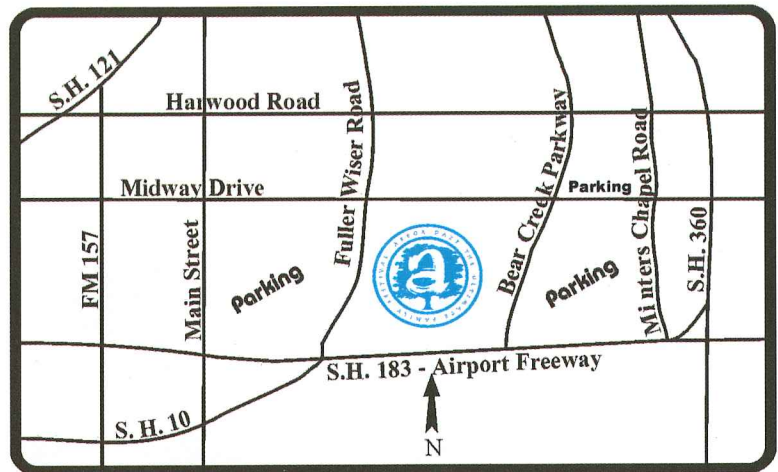 S.H. 121
Harwood Road
Midway Drive
FM 157
Main Street
Parking
Fuller Wiser Road
a
Bear Creek Parkway
Parking
Parking
Minters Chapel Road
S.H. 360
S.H. 183 - Airport Freeway
S. H. 10
N